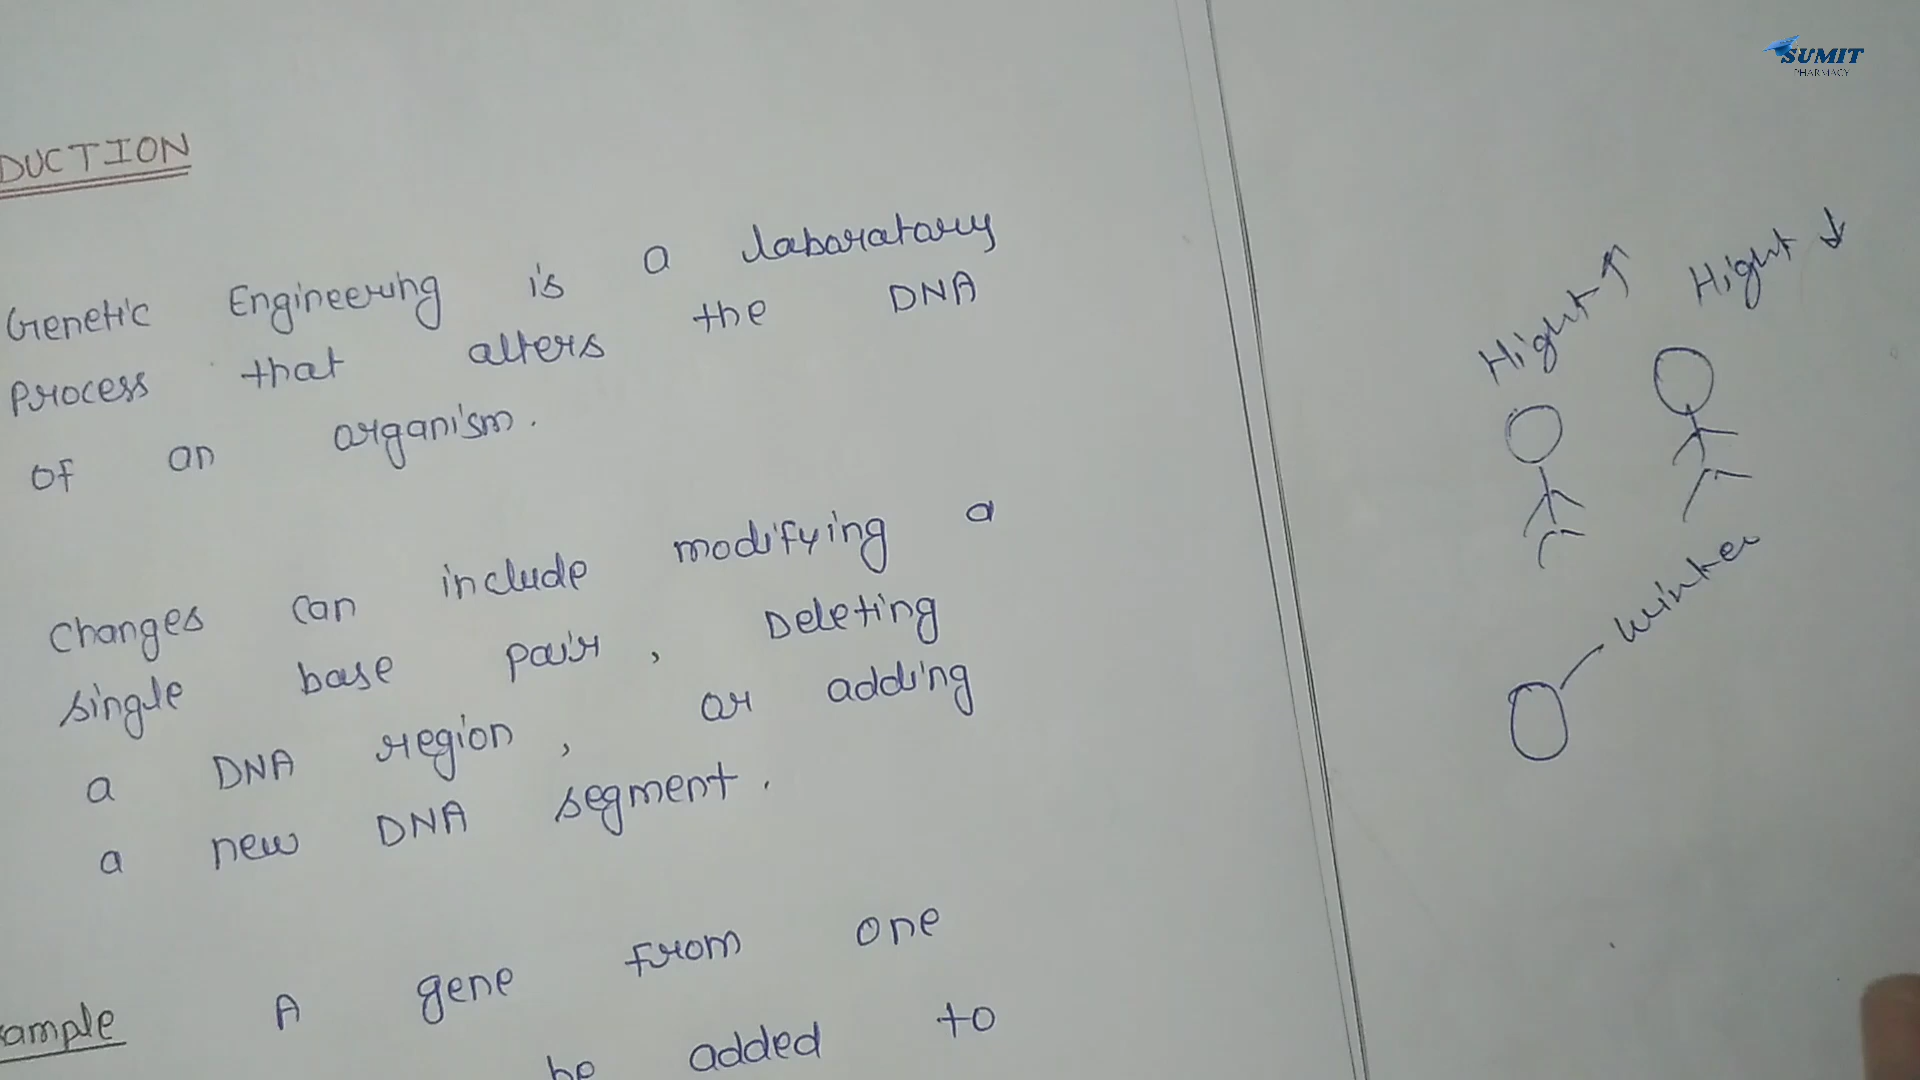 DUCTION
Genetic Engineering is a laboratory
Process that alters the DNA
of an organism.
Changes can include modifying a
single base pair, Deleting
a DNA region, or adding
a new DNA segment.
xample A gene from one
be added to
Hight ↑
Hight ↓
SUMIT
PHARMACY